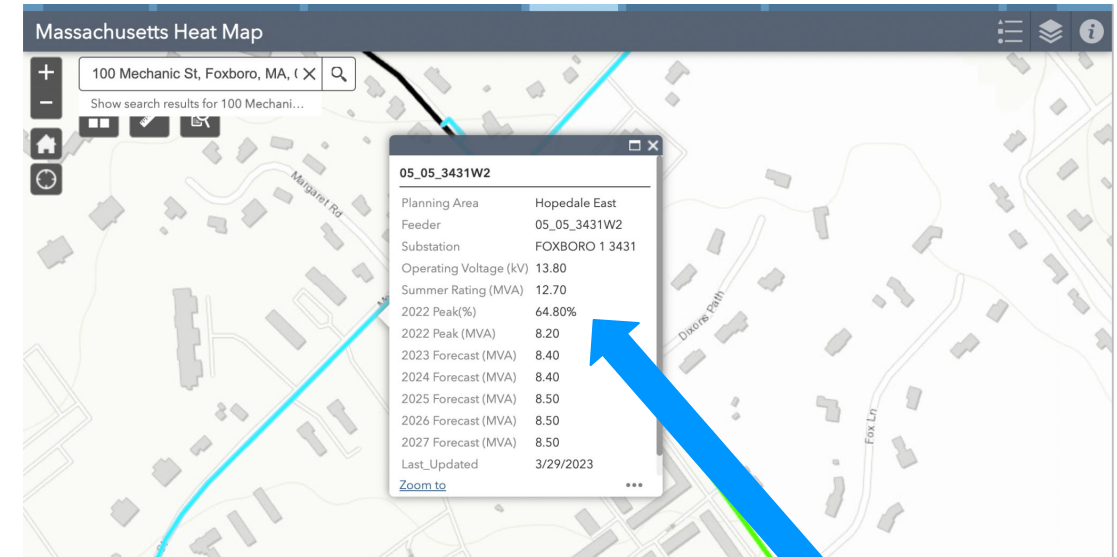 Massachusetts Heat Map
100 Mechanic St, Foxboro, MA, (
Show search results for 100 Mechani...
Margaret Rd
05_05_3431W2
Planning Area Hopedale East
Feeder 05_05_3431W2
Substation FOXBORO 1 3431
Operating Voltage (kV) 13.80
Summer Rating (MVA) 12.70
2022 Peak(%) 64.80%
2022 Peak (MVA) 8.20
2023 Forecast (MVA) 8.40
2024 Forecast (MVA) 8.40
2025 Forecast (MVA) 8.50
2026 Forecast (MVA) 8.50
2027 Forecast (MVA) 8.50
Last_Updated 3/29/2023
Zoom to
Dixons Path
Fox Ln